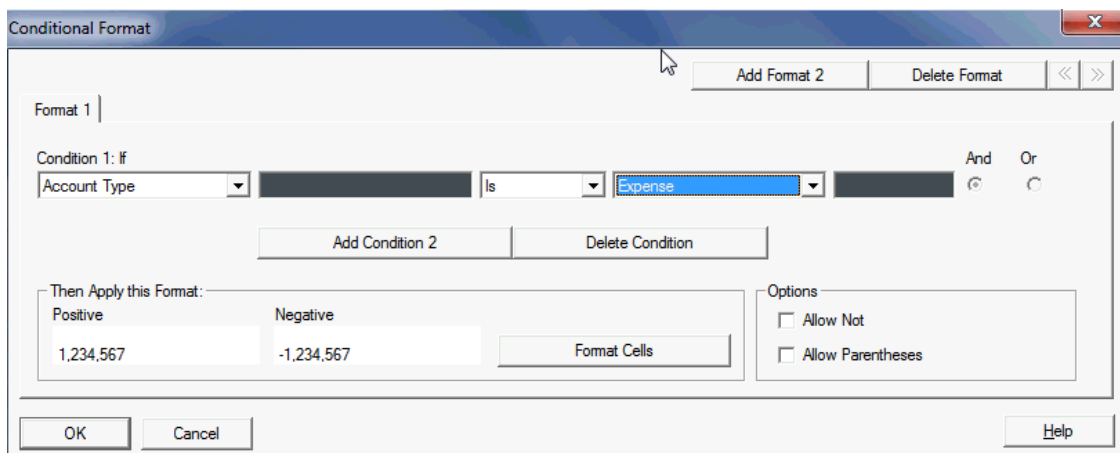 Conditional Format
x
Add Format 2 Delete Format << >>
Format 1
Condition 1: If And Or
Account Type Is Expense
Add Condition 2 Delete Condition
Then Apply this Format: Options
Positive Negative Allow Not
1,234,567 -1,234,567 Format Cells Allow Parentheses
OK Cancel Help